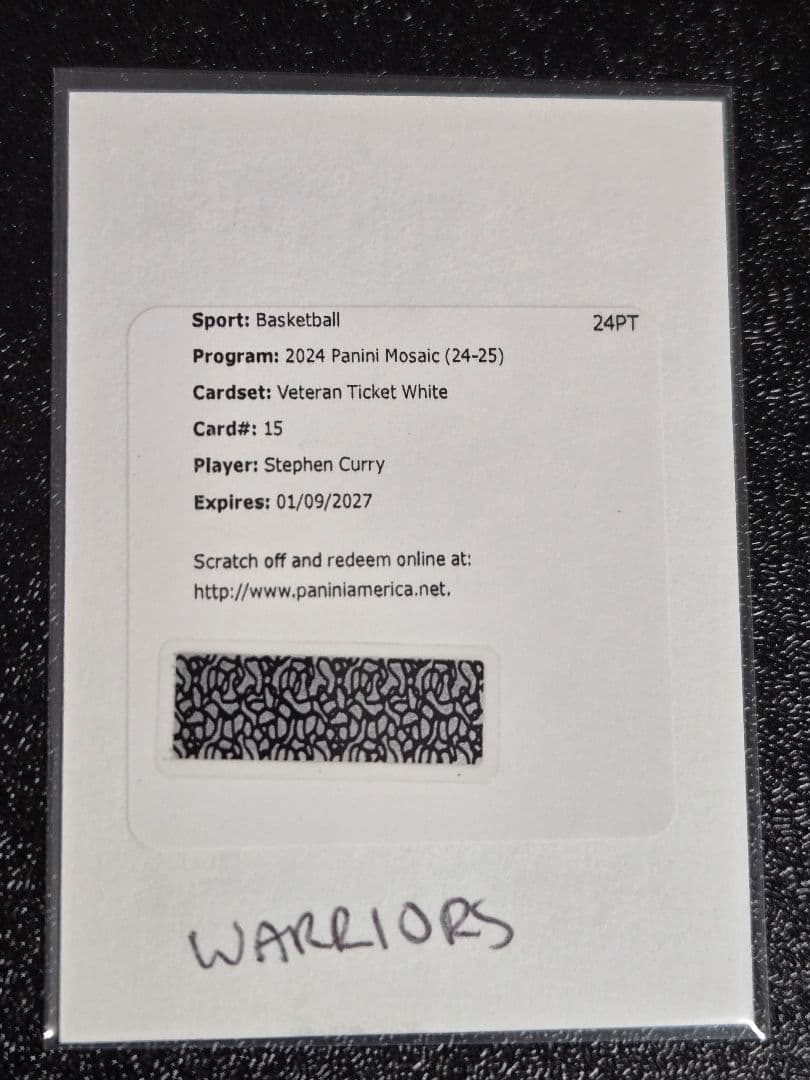 Sport: Basketball 24PT
Program: 2024 Panini Mosaic (24-25)
Cardset: Veteran Ticket White
Card#: 15
Player: Stephen Curry
Expires: 01/09/2027
Scratch off and redeem online at:
http://www.paniniamerica.net.
WARRIORS